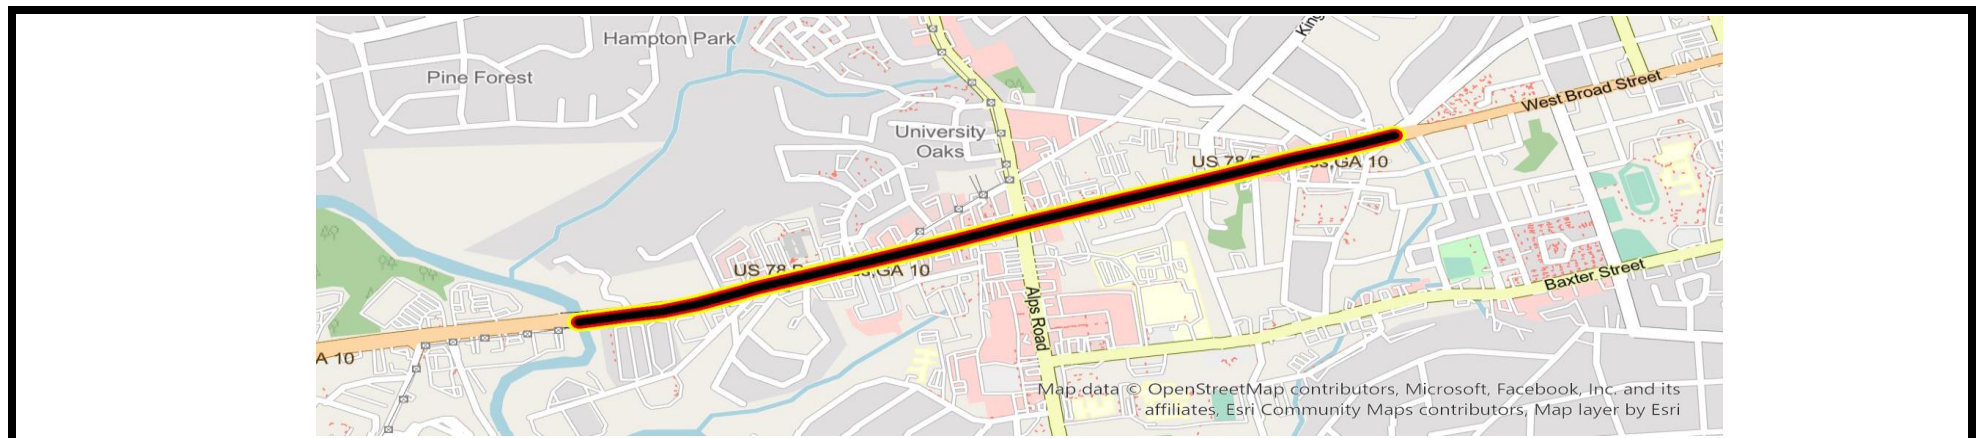 Hampton Park
Pine Forest
King
West Broad Street
University
Oaks
US 78 GA 10
US 78 GA 10
Baxter Street
Alps Road
A 10
Map data © OpenStreetMap contributors, Microsoft, Facebook, Inc. and its
affiliates, Esri Community Maps contributors, Map layer by Esri